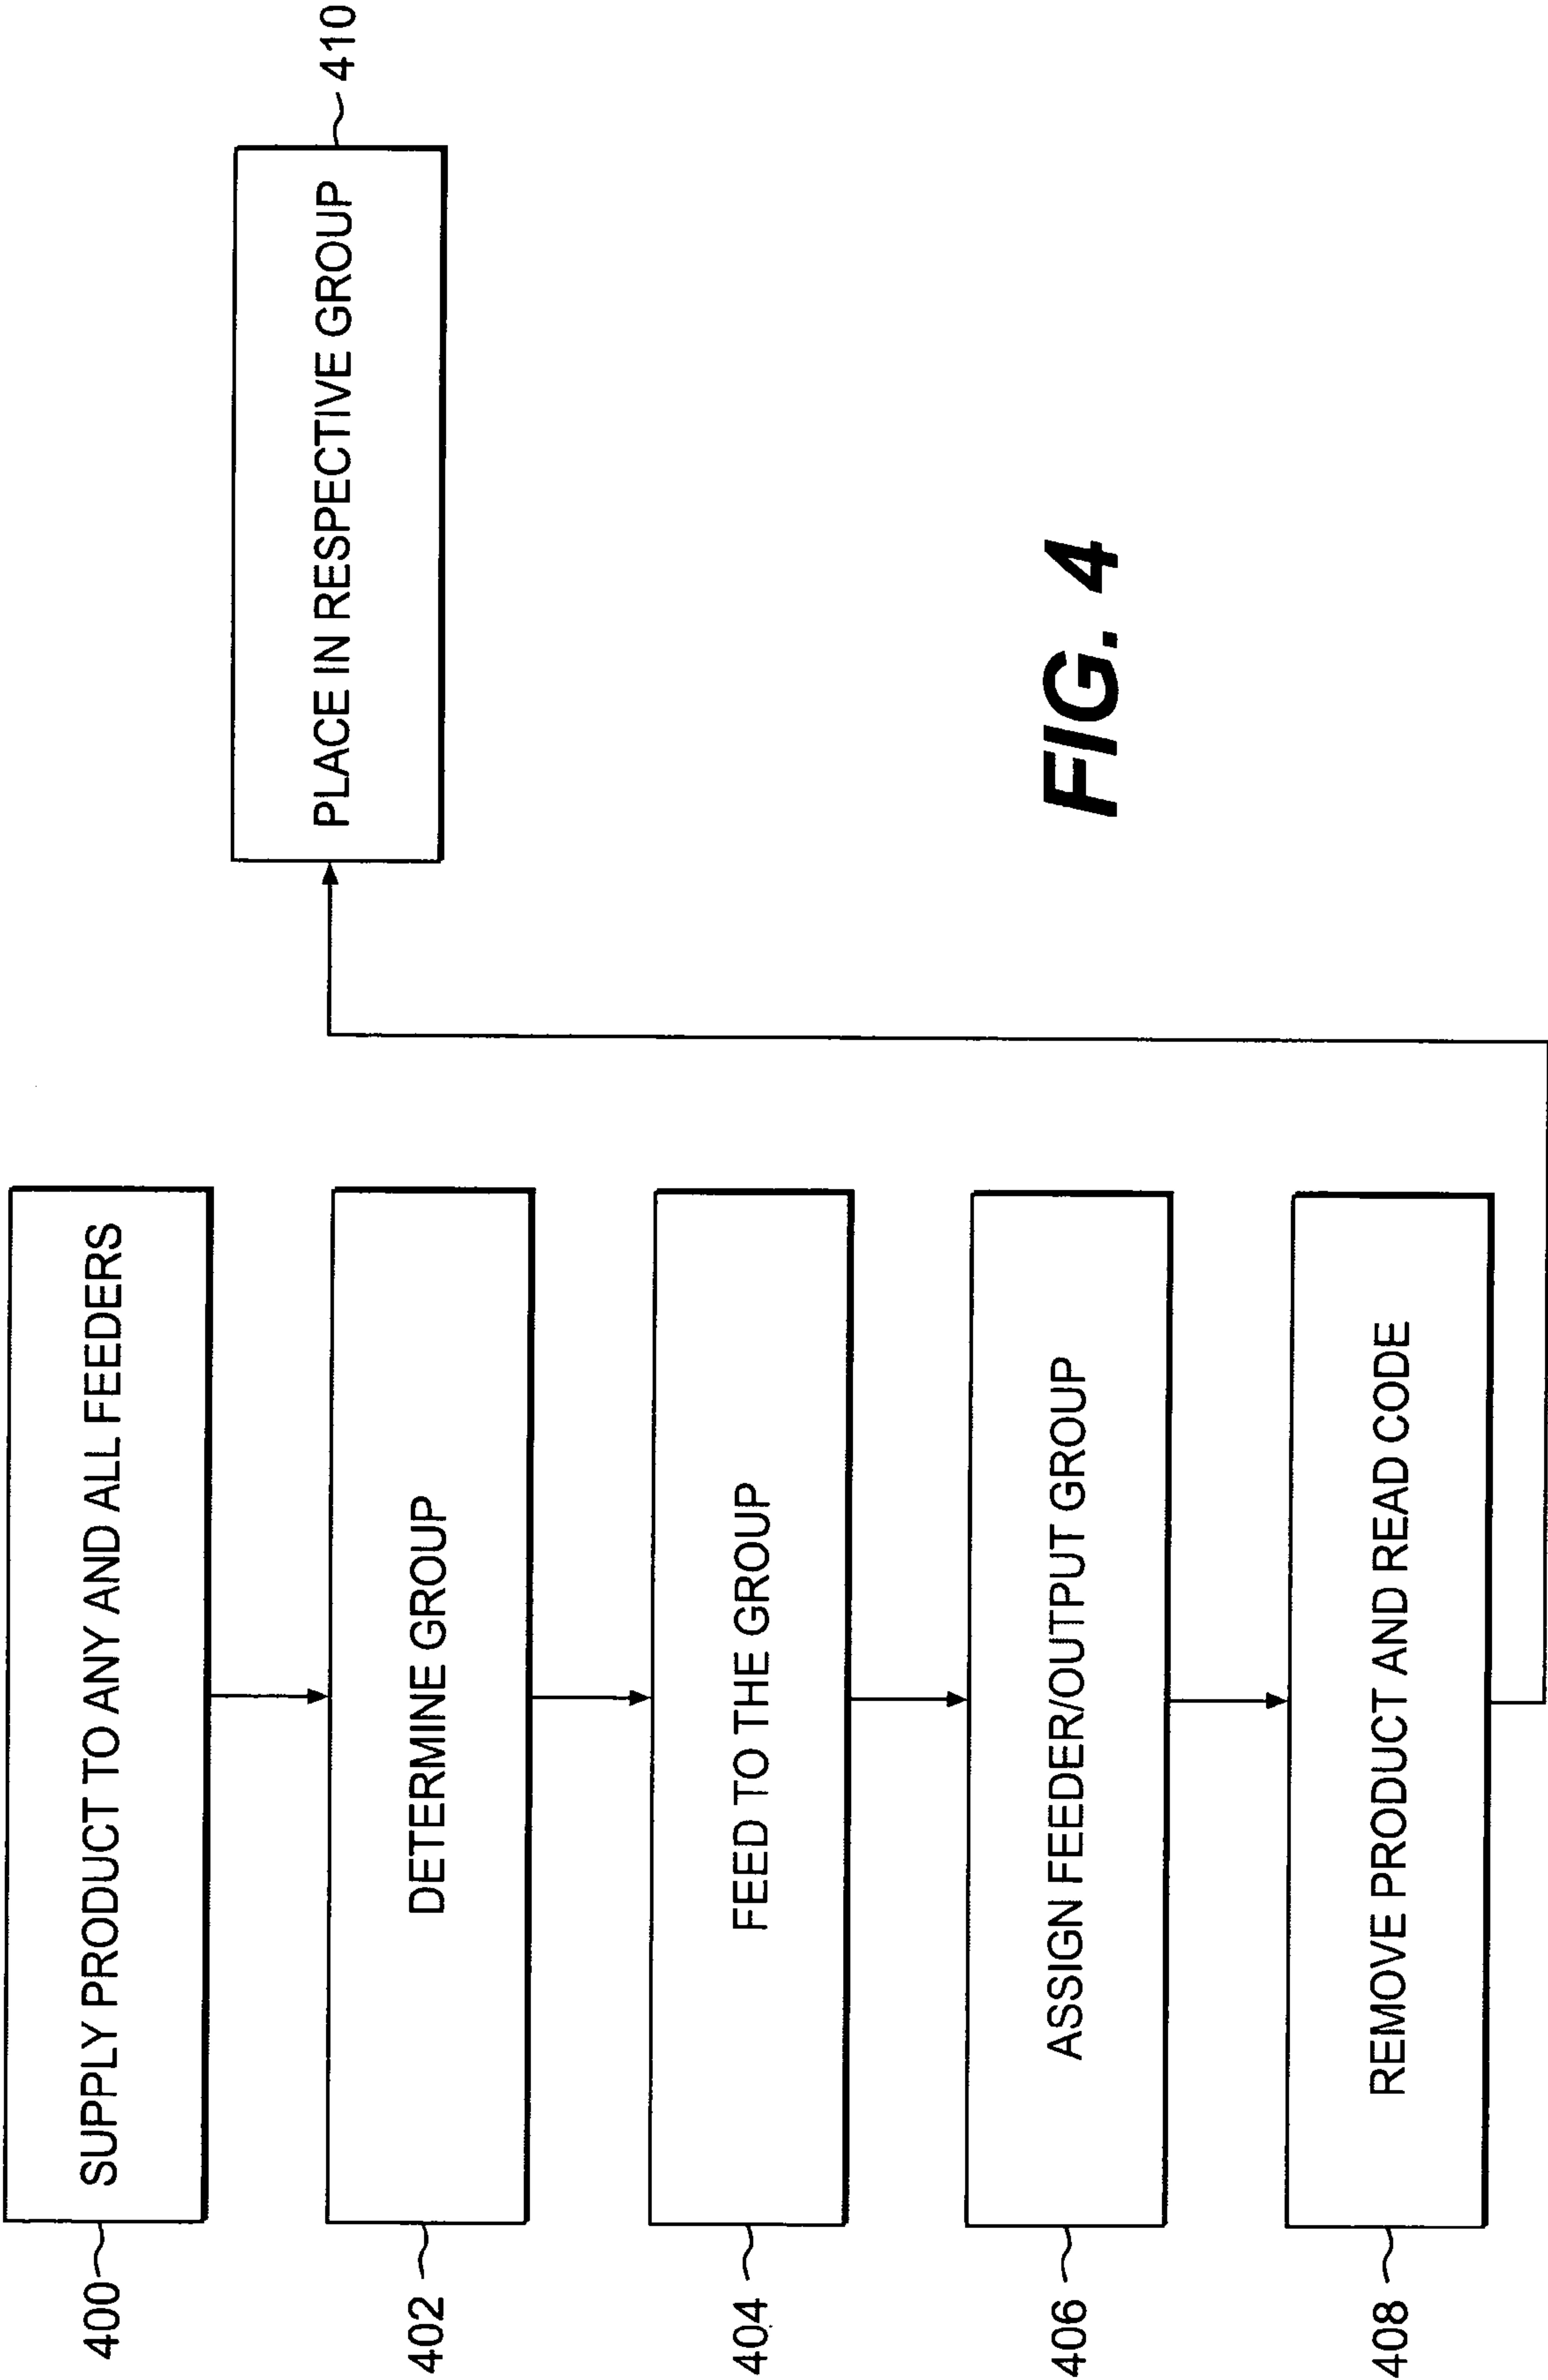 400
SUPPLY PRODUCT TO ANY AND ALL FEEDERS
402
DETERMINE GROUP
404
FEED TO THE GROUP
406
ASSIGN FEEDER/OUTPUT GROUP
408
REMOVE PRODUCT AND READ CODE
PLACE IN RESPECTIVE GROUP
410
FIG. 4